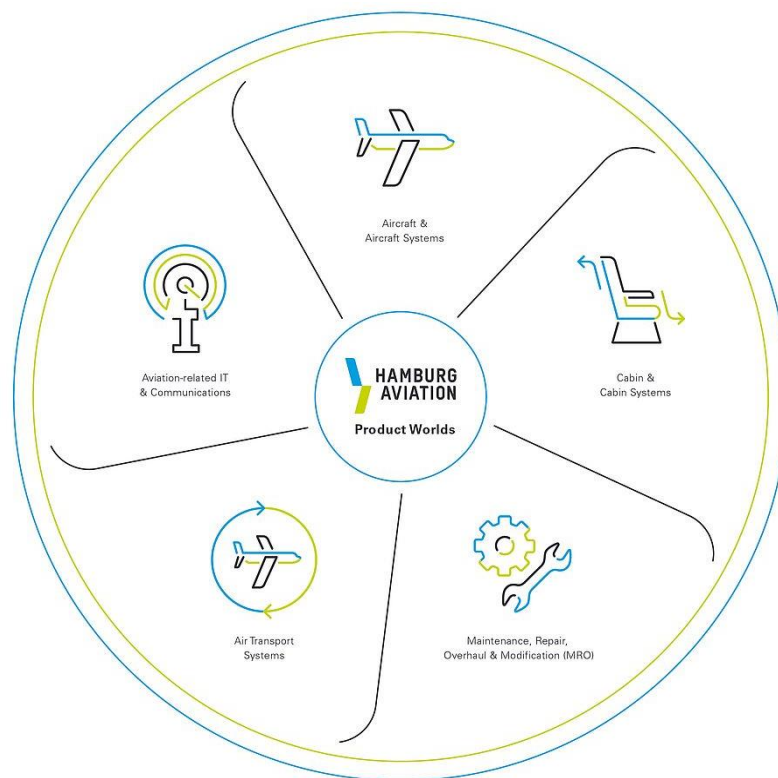 Aircraft &
Aircraft Systems
Cabin &
Cabin Systems
Maintenance, Repair,
Overhaul & Modification (MRO)
Air Transport
Systems
Aviation-related IT
& Communications
HAMBURG
AVIATION
Product Worlds